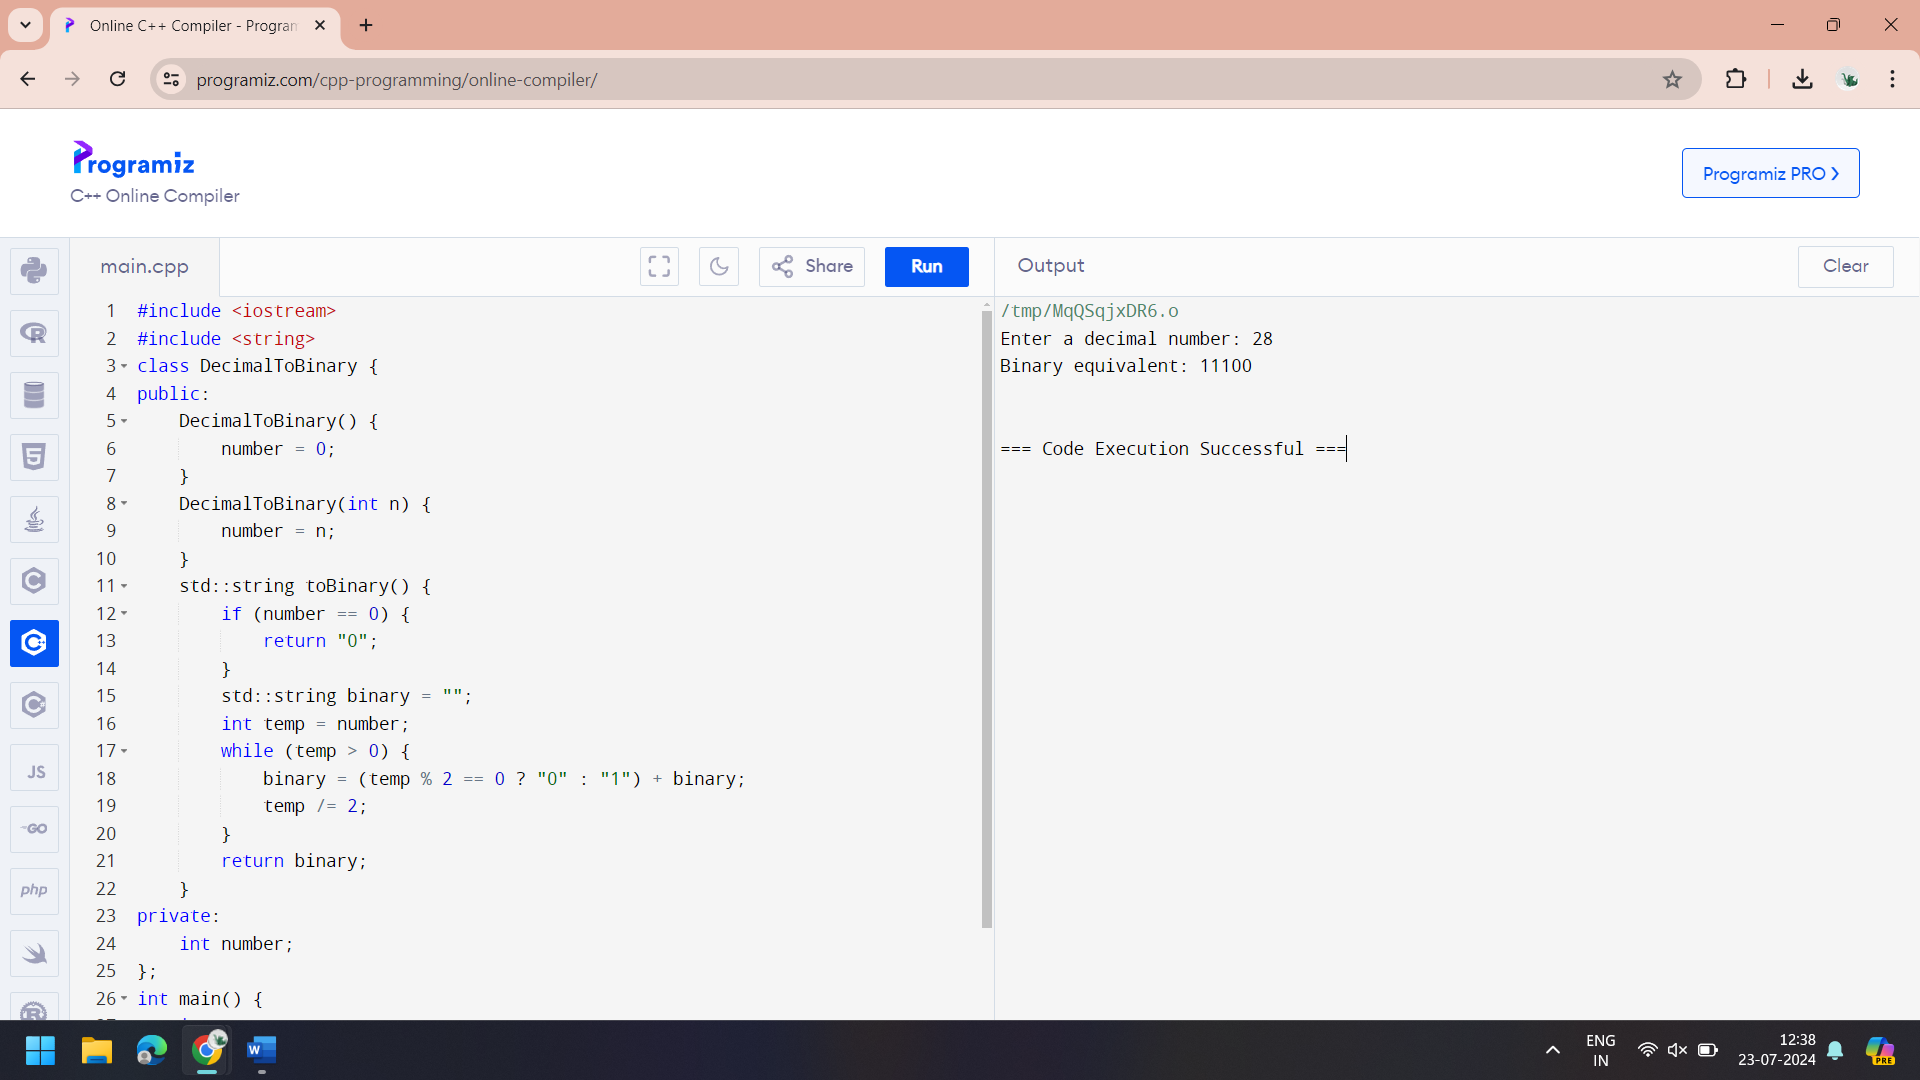 Online C++ Compiler - Program
programiz.com/cpp-programming/online-compiler/
Programiz
C++ Online Compiler
Programiz PRO
main.cpp
Share
Run
Output
Clear
JS
GO
php
1 #include <iostream>
2 #include <string>
3 class DecimalToBinary {
4 public:
5 DecimalToBinary() {
6 number = 0;
7 }
8 DecimalToBinary(int n) {
9 number = n;
10 }
11 std::string toBinary() {
12 if (number == 0) {
13 return "0";
14 }
15 std::string binary = "";
16 int temp = number;
17 while (temp > 0) {
18 binary = (temp % 2 == 0 ? "0" : "1") + binary;
19 temp /= 2;
20 }
21 return binary;
22 }
23 private:
24 int number;
25 };
26 int main() {
/tmp/MqQSqjxDR6.o
Enter a decimal number: 28
Binary equivalent: 11100
=== Code Execution Successful ===
ENG
IN
12:38
23-07-2024
PRE